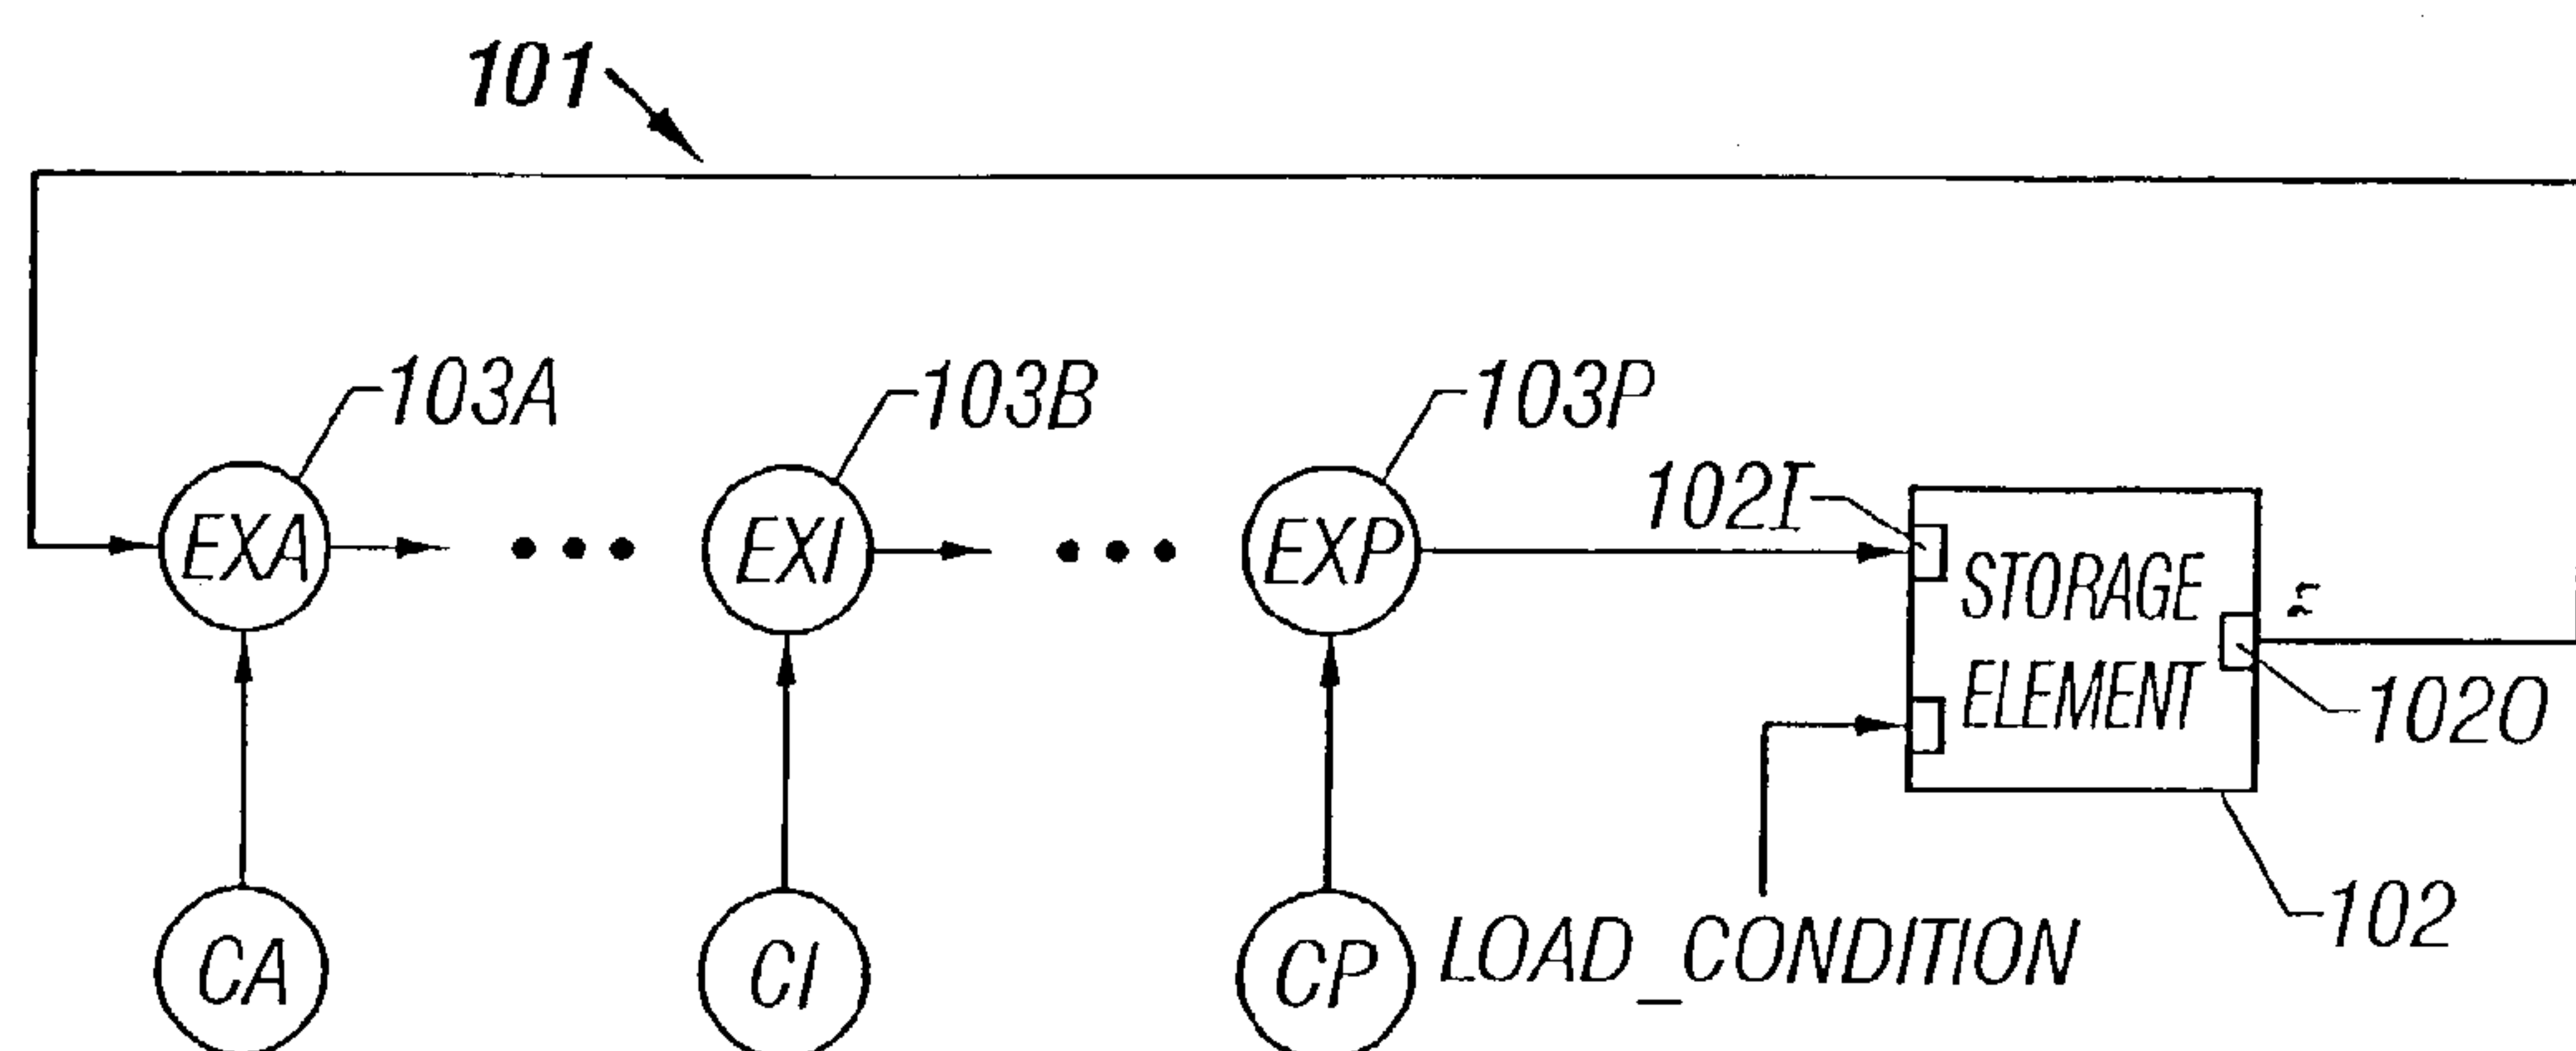 101
103A
103B
103P
102I
EXA
EXI
EXP
STORAGE
ELEMENT
102O
CA
CI
CP
LOAD_CONDITION
102